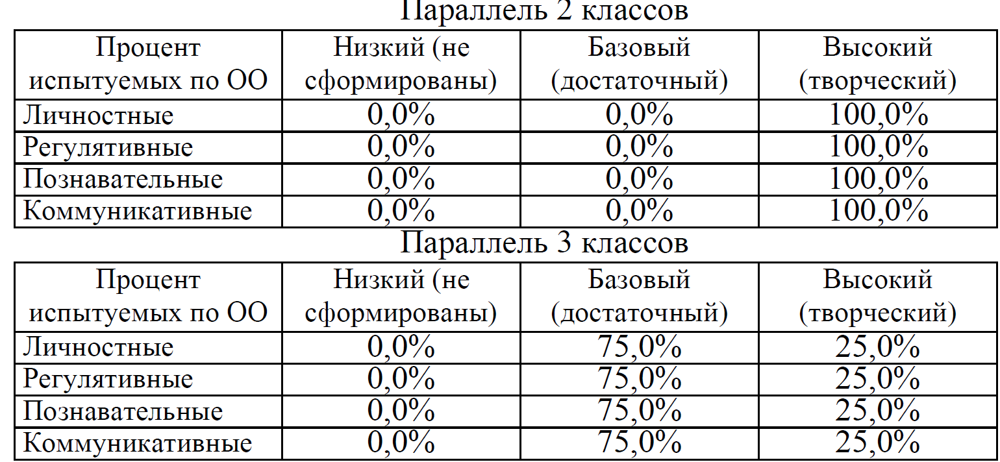 Параллель 2 классов
Процент испытуемых по ОО | Низкий (не сформированы) | Базовый (достаточный) | Высокий (творческий)
Личностные | 0,0% | 0,0% | 100,0%
Регулятивные | 0,0% | 0,0% | 100,0%
Познавательные | 0,0% | 0,0% | 100,0%
Коммуникативные | 0,0% | 0,0% | 100,0%
Параллель 3 классов
Процент испытуемых по ОО | Низкий (не сформированы) | Базовый (достаточный) | Высокий (творческий)
Личностные | 0,0% | 75,0% | 25,0%
Регулятивные | 0,0% | 75,0% | 25,0%
Познавательные | 0,0% | 75,0% | 25,0%
Коммуникативные | 0,0% | 75,0% | 25,0%